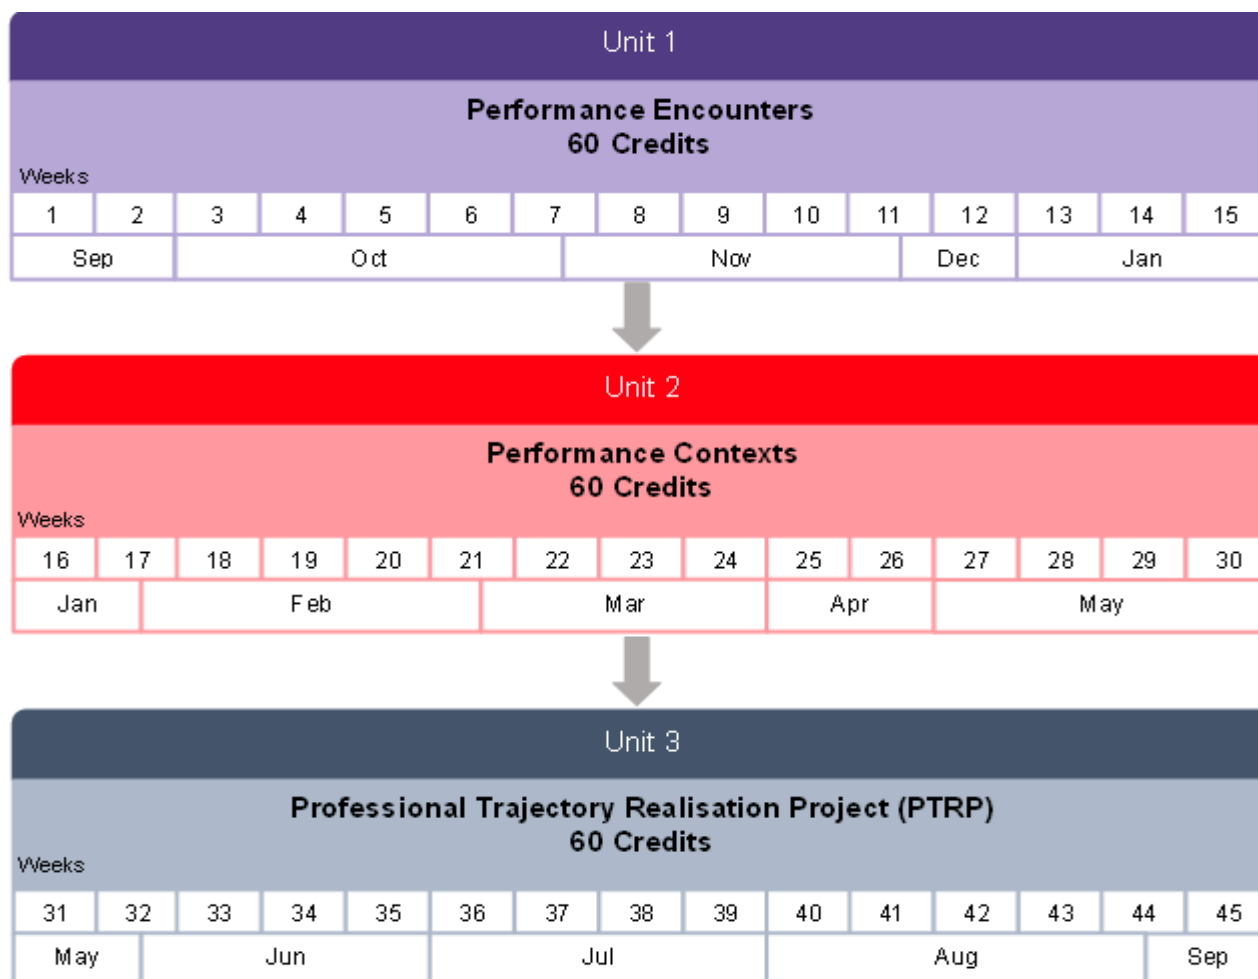 Unit 1
Performance Encounters
60 Credits
Weeks
1 2 3 4 5 6 7 8 9 10 11 12 13 14 15
Sep Oct Nov Dec Jan
Unit 2
Performance Contexts
60 Credits
Weeks
16 17 18 19 20 21 22 23 24 25 26 27 28 29 30
Jan Feb Mar Apr May
Unit 3
Professional Trajectory Realisation Project (PTRP)
60 Credits
Weeks
31 32 33 34 35 36 37 38 39 40 41 42 43 44 45
May Jun Jul Aug Sep